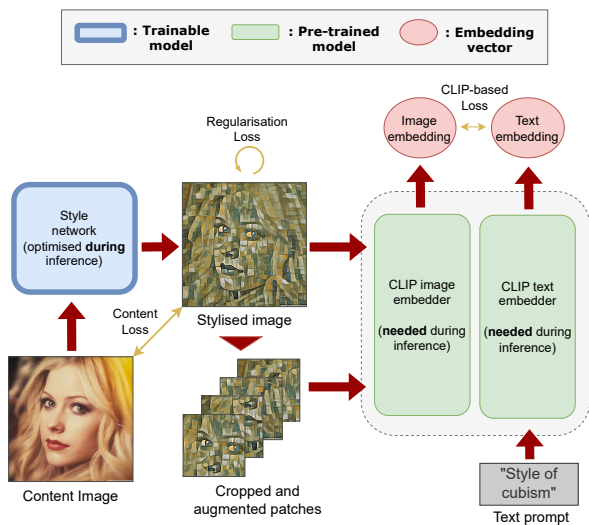 : Trainable
model
: Pre-trained
model
: Embedding
vector
CLIP-based
Loss
Image
embedding
Text
embedding
Regularisation
Loss
Style
network
(optimised during
inference)
Content
Loss
Stylised image
CLIP image
embedder
(needed during
inference)
CLIP text
embedder
(needed during
inference)
Content Image
Cropped and
augmented patches
"Style of
cubism"
Text prompt